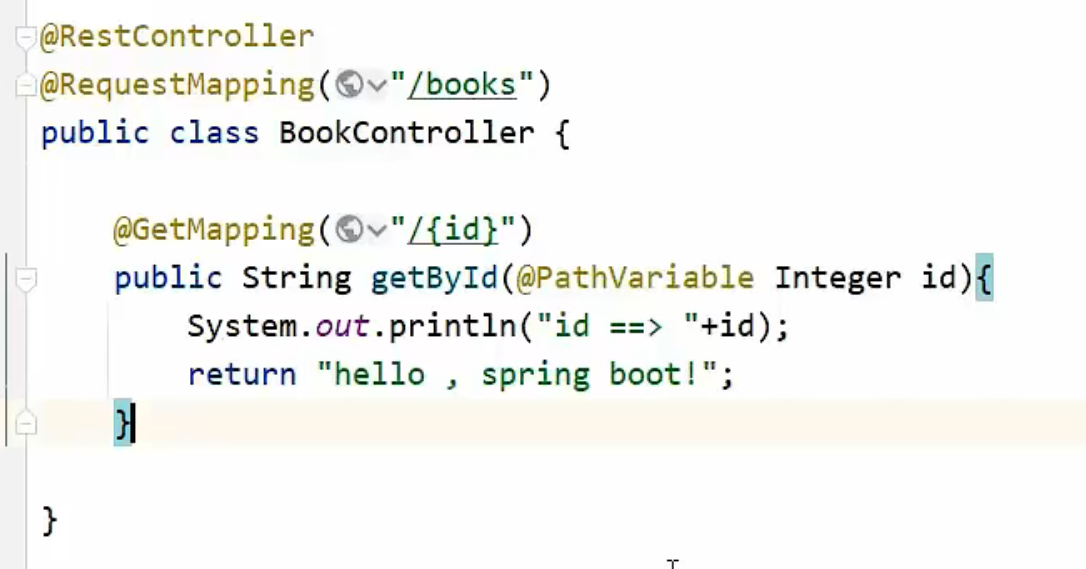 @RestController
@RequestMapping("/books")
public class BookController {
@GetMapping("/{id}")
public String getById(@PathVariable Integer id){
System.out.println("id ==> "+id);
return "hello , spring boot!";
}
}